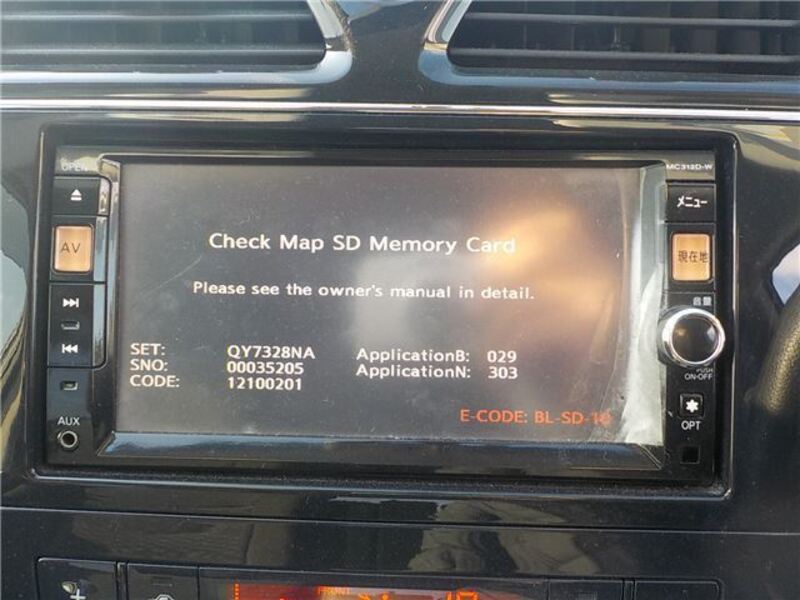 OPEN
MC313D-W
メニュー
AV
現在地
音量
PUSH
ON-OFF
OPT
AUX
Check Map SD Memory Card
Please see the owner's manual in detail.
SET: QY7328NA ApplicationB: 029
SNO: 00035205 ApplicationN: 303
CODE: 12100201
E-CODE: BL-SD-10
FRONT